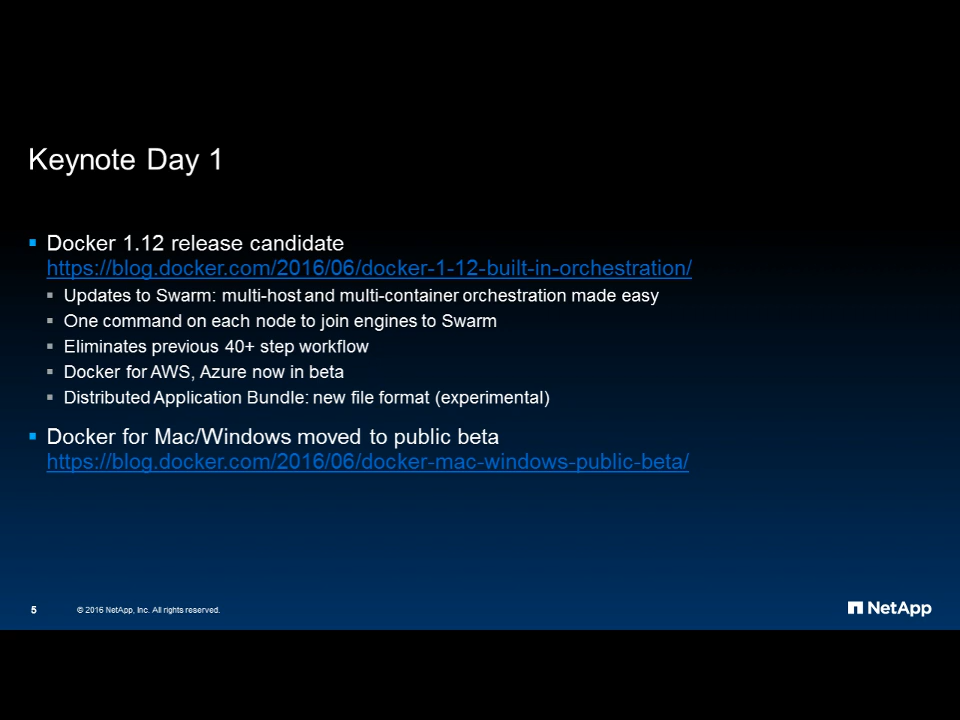 Keynote Day 1
Docker 1.12 release candidate
https://blog.docker.com/2016/06/docker-1-12-built-in-orchestration/
Updates to Swarm: multi-host and multi-container orchestration made easy
One command on each node to join engines to Swarm
Eliminates previous 40+ step workflow
Docker for AWS, Azure now in beta
Distributed Application Bundle: new file format (experimental)
Docker for Mac/Windows moved to public beta
https://blog.docker.com/2016/06/docker-mac-windows-public-beta/
5 © 2016 NetApp, Inc. All rights reserved. NetApp